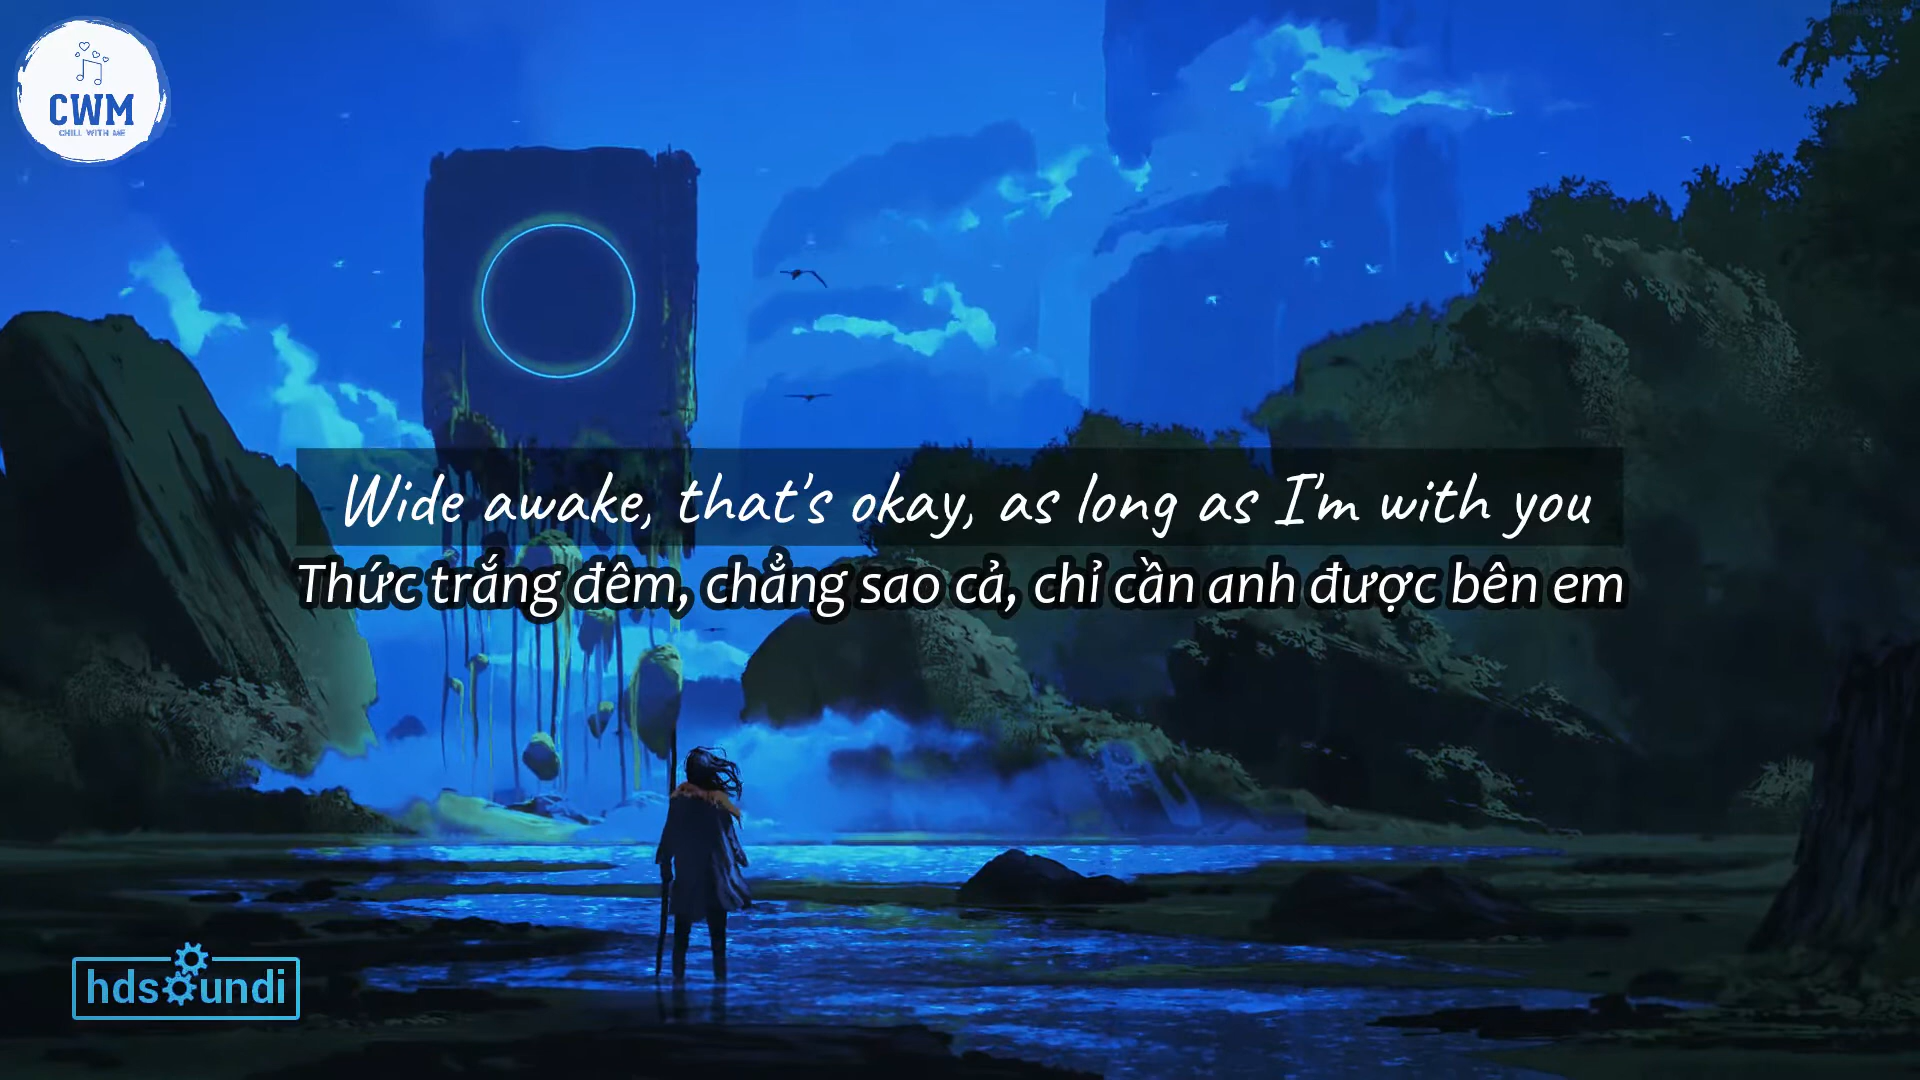 CWM
CHILL WITH ME
Wide awake, that's okay, as long as I'm with you
Thức trắng đêm, chẳng sao cả, chỉ cần anh được bên em
hdsoundi